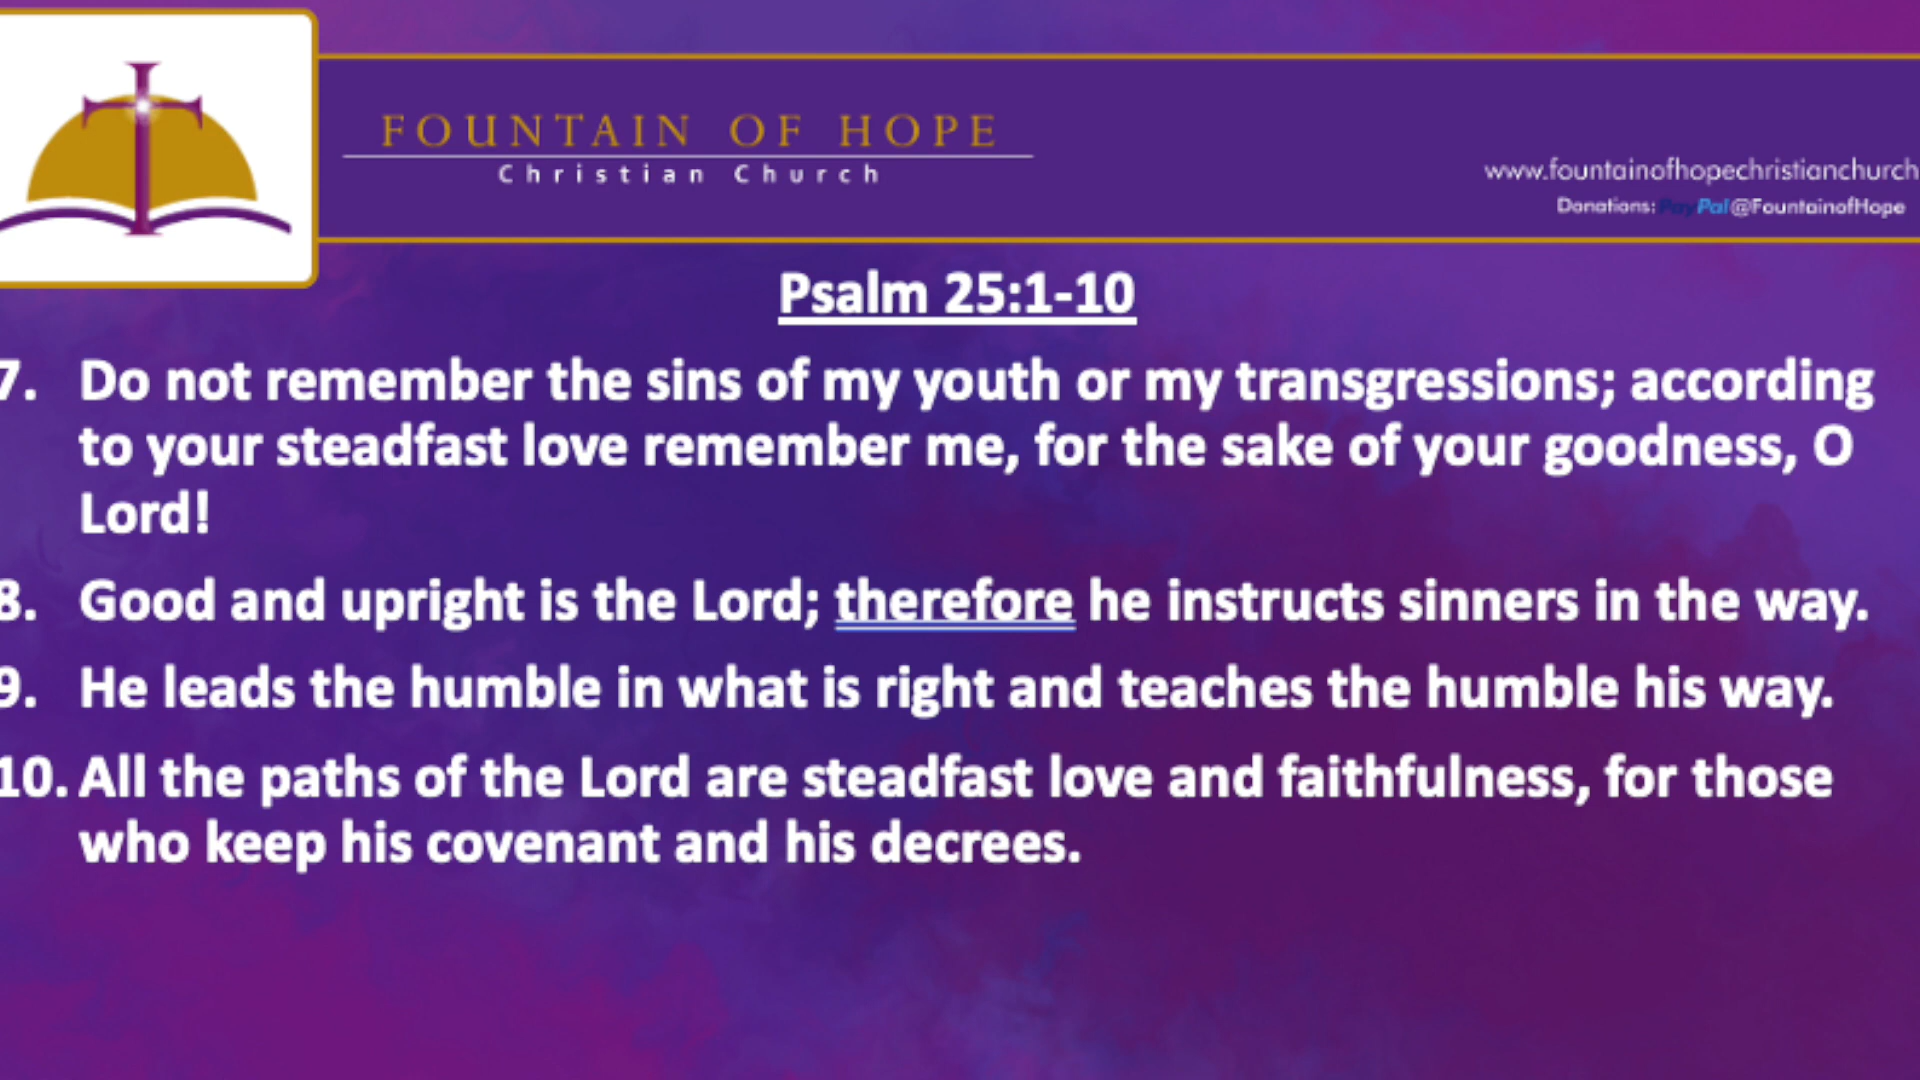 FOUNTAIN OF HOPE
Christian Church
www.fountainofhopechristianchurch
Donations: PayPal@FountainofHope
Psalm 25:1-10
7. Do not remember the sins of my youth or my transgressions; according
to your steadfast love remember me, for the sake of your goodness, O
Lord!
8. Good and upright is the Lord; therefore he instructs sinners in the way.
9. He leads the humble in what is right and teaches the humble his way.
10. All the paths of the Lord are steadfast love and faithfulness, for those
who keep his covenant and his decrees.